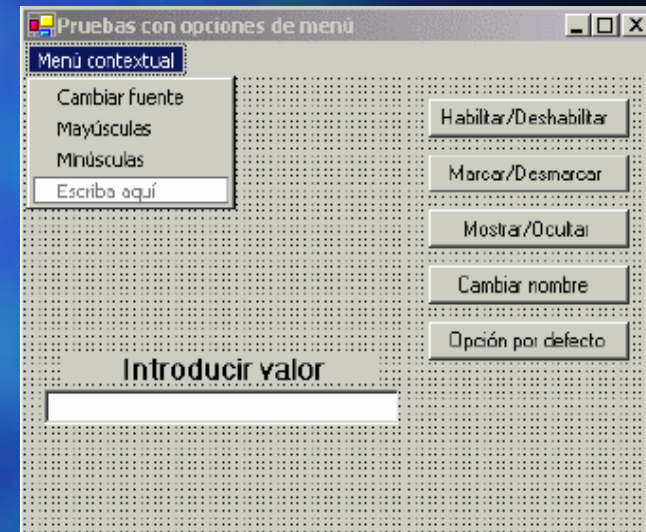 Pruebas con opciones de menú
Menú contextual
Cambiar fuente
Mayúsculas
Minúsculas
Escriba aquí
Habilitar/Deshabilitar
Marcar/Desmarcar
Mostrar/Ocultar
Cambiar nombre
Opción por defecto
Introducir valor